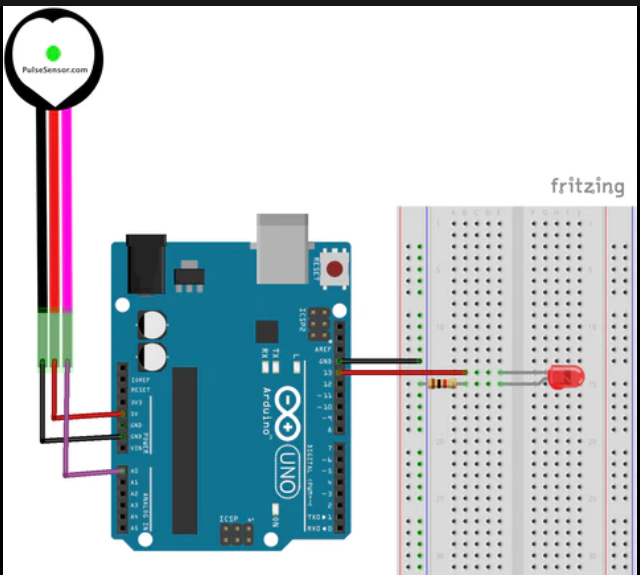 PulseSensor.com
fritzing
RESET
ICSP2
AREF
GND
13
12
~11
~10
~9
8
IOREF
RESET
3V3
5V
GND
GND
VIN
POWER
A0
A1
A2
A3
A4
A5
ANALOG IN
RX
TX
L
Arduino
UNO
ON
ICSP
7
~6
~5
4
~3
2
TX0 1
RX0 0
DIGITAL (PWM~)